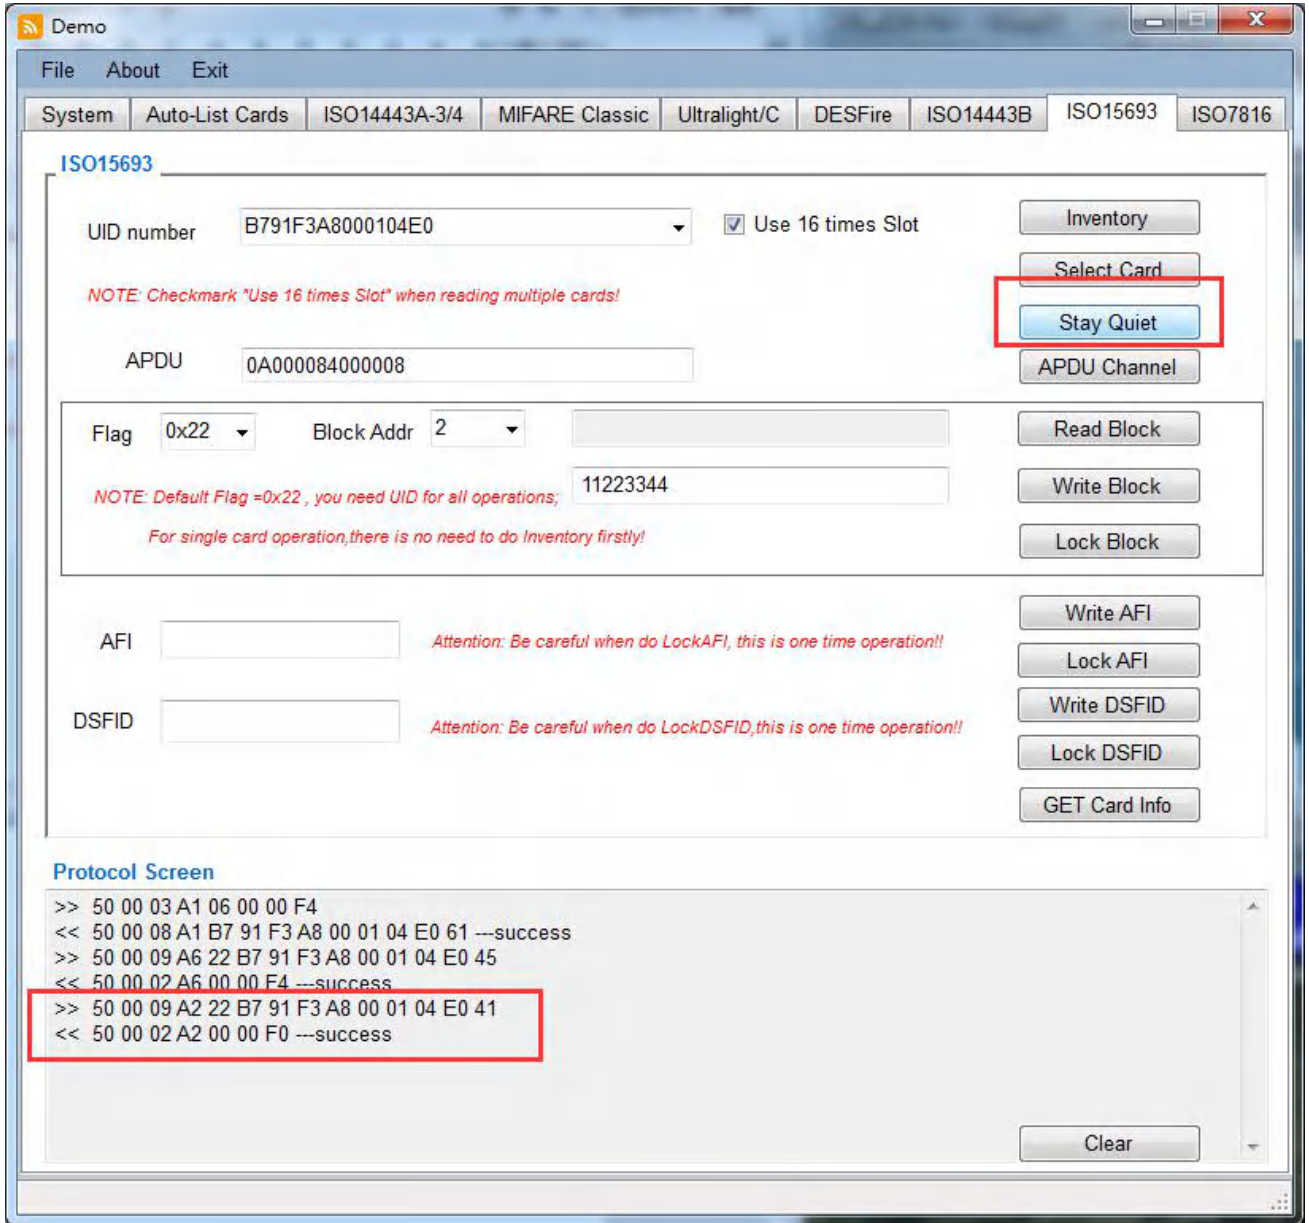 Demo
File About Exit
System Auto-List Cards ISO14443A-3/4 MIFARE Classic Ultralight/C DESFire ISO14443B ISO15693 ISO7816
ISO15693
UID number B791F3A8000104E0 Use 16 times Slot Inventory
Select Card
NOTE: Checkmark "Use 16 times Slot" when reading multiple cards!
Stay Quiet
APDU 0A000084000008 APDU Channel
Flag 0x22 Block Addr 2 Read Block
NOTE: Default Flag =0x22 , you need UID for all operations; 11223344 Write Block
For single card operation,there is no need to do Inventory firstly! Lock Block
Write AFI
AFI Attention: Be careful when do LockAFI, this is one time operation!!
Lock AFI
Write DSFID
DSFID Attention: Be careful when do LockDSFID,this is one time operation!!
Lock DSFID
GET Card Info
Protocol Screen
>> 50 00 03 A1 06 00 00 F4
<< 50 00 08 A1 B7 91 F3 A8 00 01 04 E0 61 ---success
>> 50 00 09 A6 22 B7 91 F3 A8 00 01 04 E0 45
<< 50 00 02 A6 00 00 F4 ---success
>> 50 00 09 A2 22 B7 91 F3 A8 00 01 04 E0 41
<< 50 00 02 A2 00 00 F0 ---success
Clear